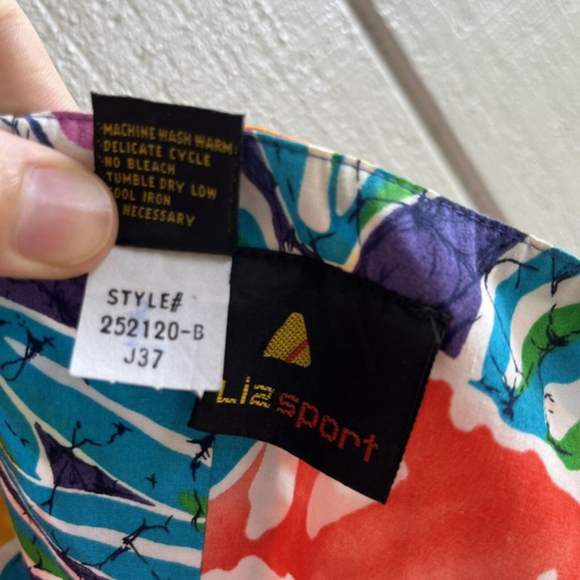 MACHINE WASH WARM
DELICATE CYCLE
NO BLEACH
TUMBLE DRY LOW
COOL IRON
NECESSARY
STYLE#
252120-B
J37
Liz sport